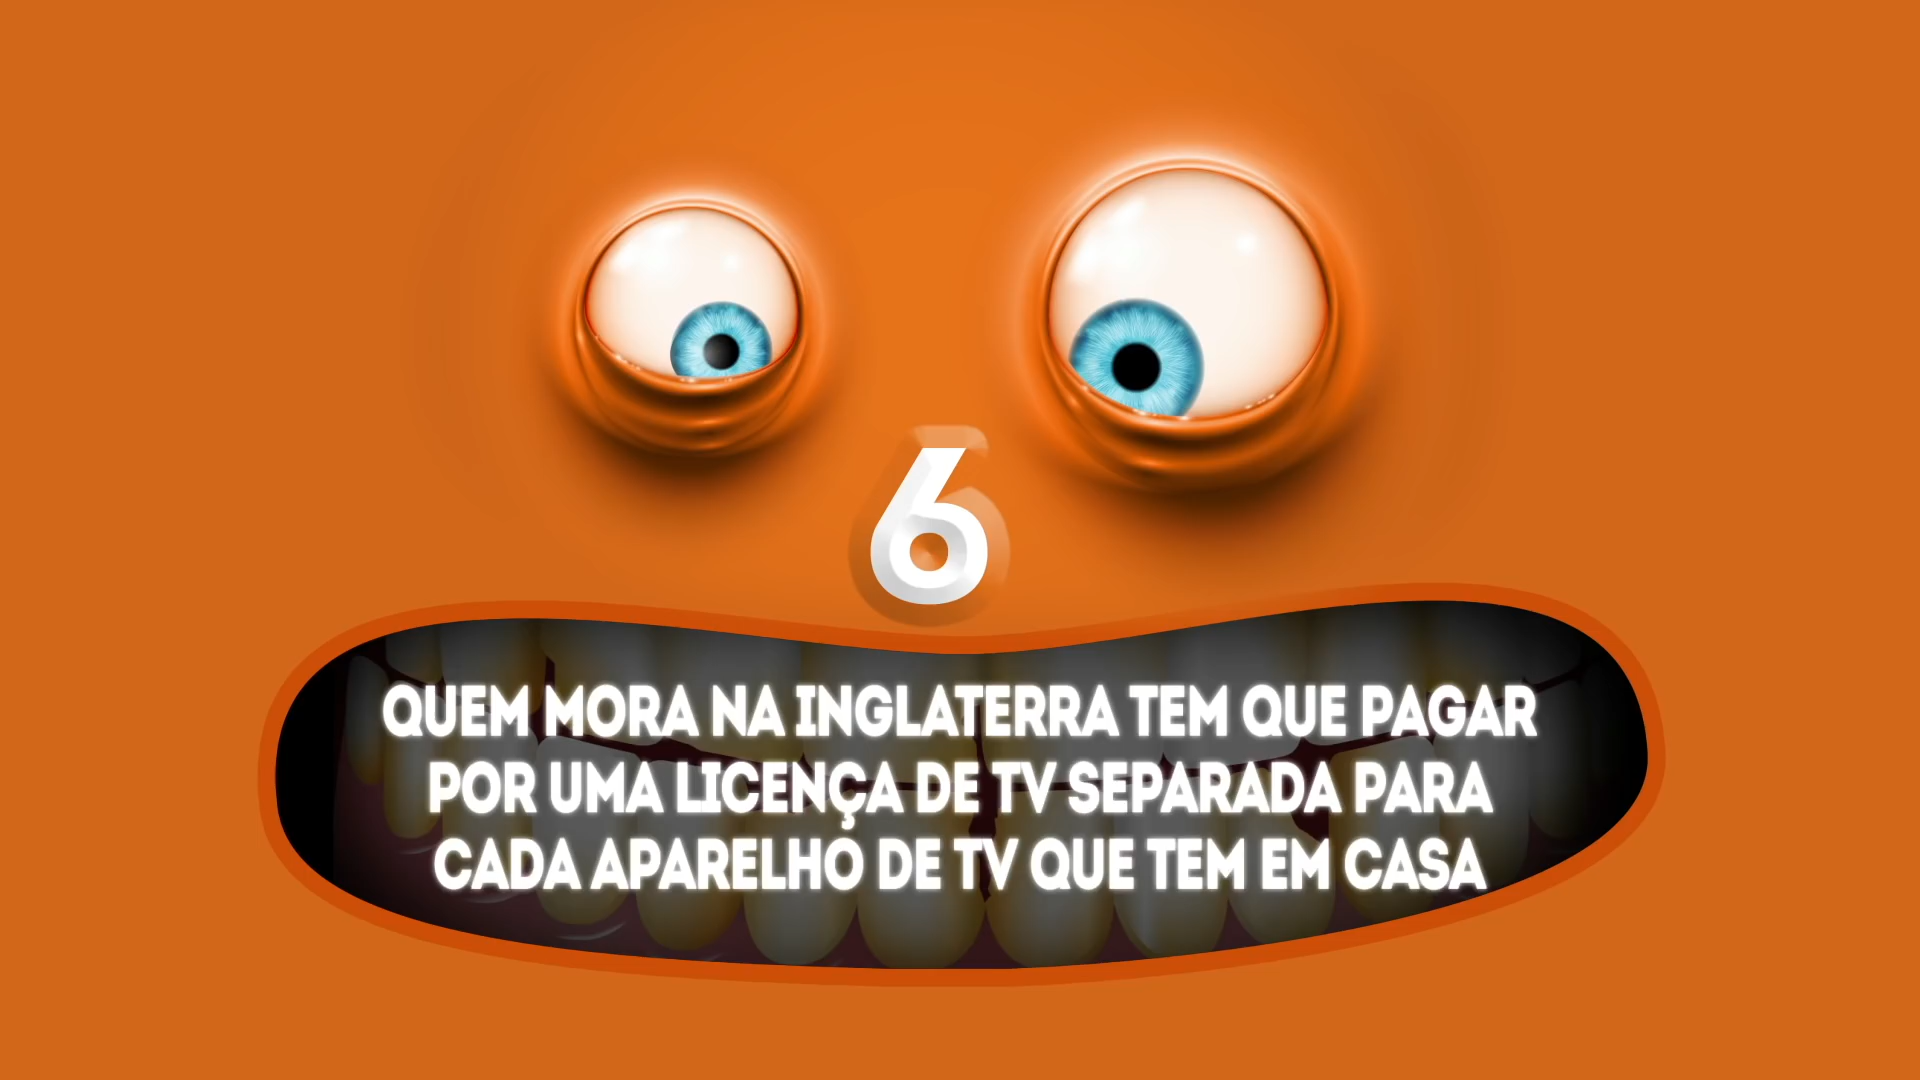 6
QUEM MORA NA INGLATERRA TEM QUE PAGAR
POR UMA LICENÇA DE TV SEPARADA PARA
CADA APARELHO DE TV QUE TEM EM CASA